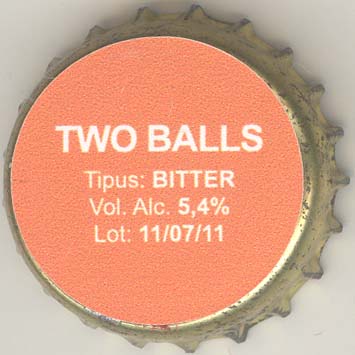 TWO BALLS
Tipus: BITTER
Vol. Alc. 5,4%
Lot: 11/07/11